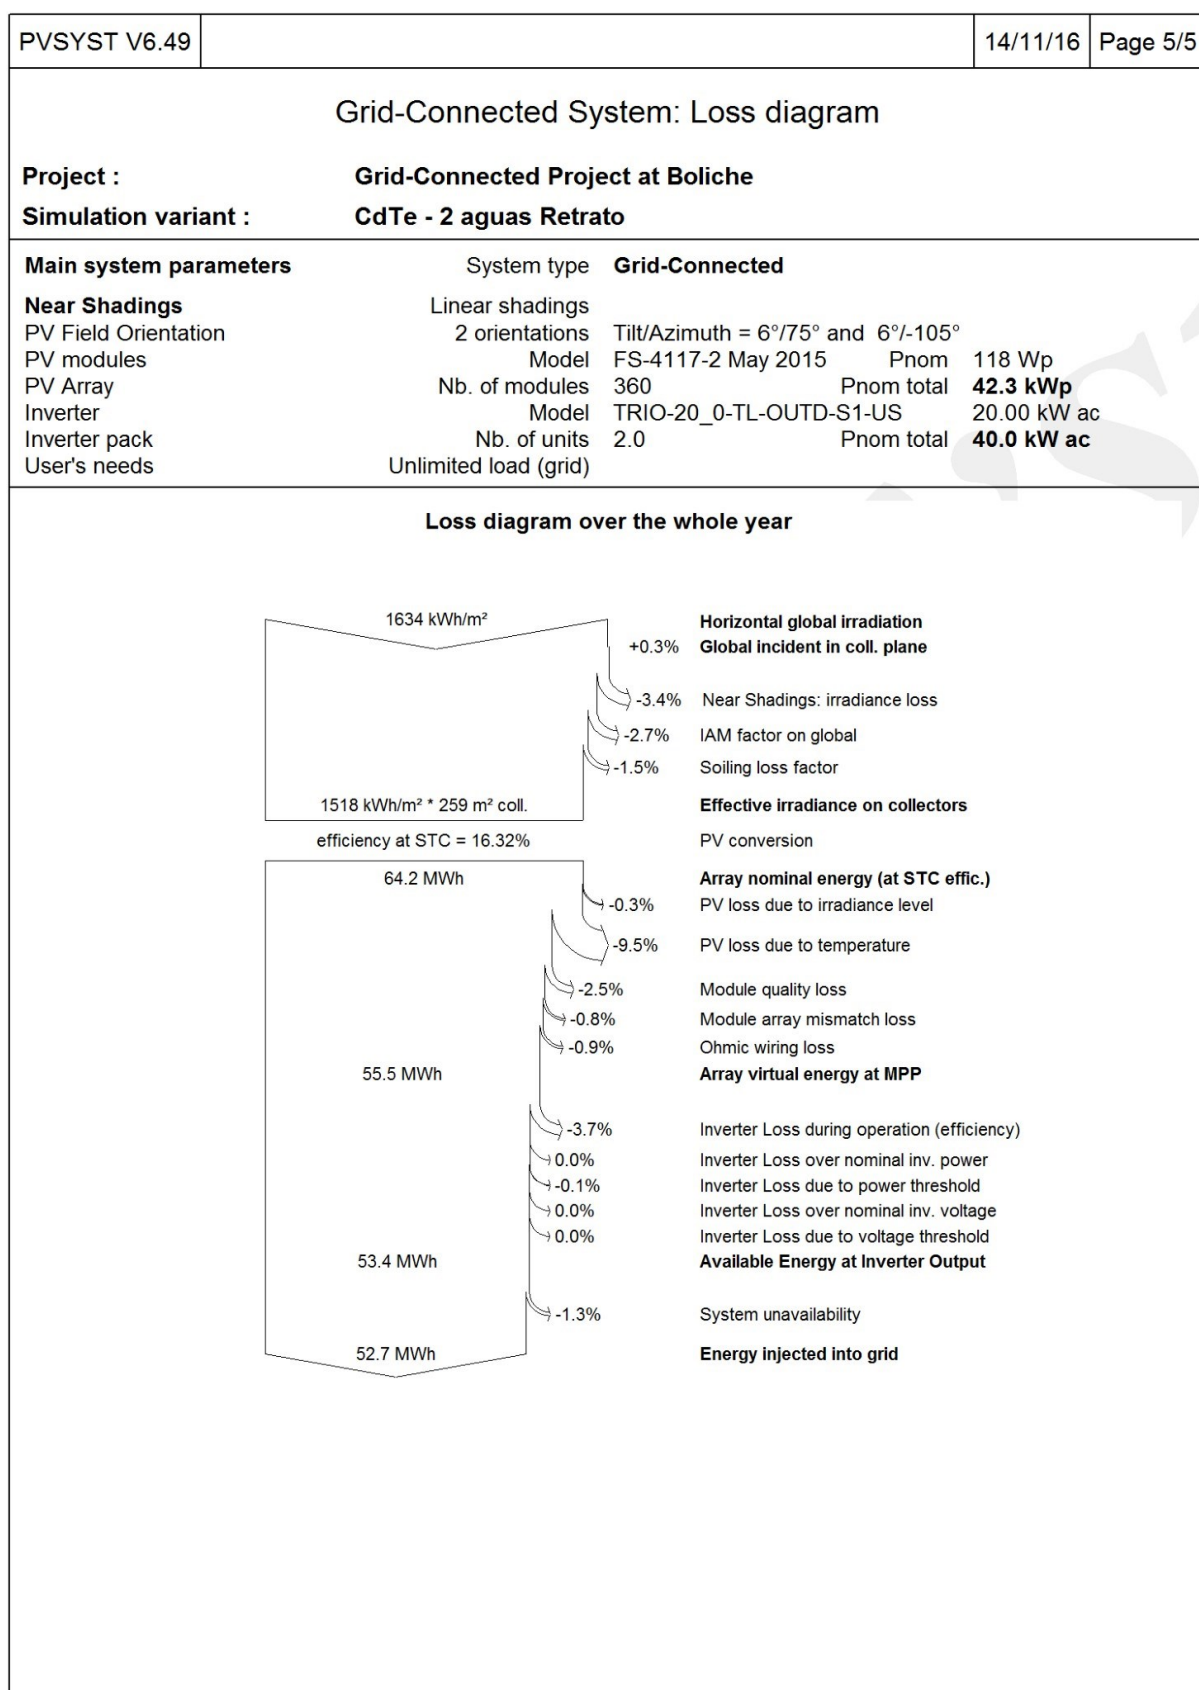 PVSYST V6.49 14/11/16 Page 5/5
Grid-Connected System: Loss diagram
Project : Grid-Connected Project at Boliche
Simulation variant : CdTe - 2 aguas Retrato
Main system parameters System type Grid-Connected
Near Shadings Linear shadings
PV Field Orientation 2 orientations Tilt/Azimuth = 6°/75° and 6°/-105°
PV modules Model FS-4117-2 May 2015 Pnom 118 Wp
PV Array Nb. of modules 360 Pnom total 42.3 kWp
Inverter Model TRIO-20_0-TL-OUTD-S1-US 20.00 kW ac
Inverter pack Nb. of units 2.0 Pnom total 40.0 kW ac
User's needs Unlimited load (grid)
Loss diagram over the whole year
1634 kWh/m² Horizontal global irradiation
+0.3% Global incident in coll. plane
-3.4% Near Shadings: irradiance loss
-2.7% IAM factor on global
-1.5% Soiling loss factor
1518 kWh/m² * 259 m² coll. Effective irradiance on collectors
efficiency at STC = 16.32% PV conversion
64.2 MWh Array nominal energy (at STC effic.)
-0.3% PV loss due to irradiance level
-9.5% PV loss due to temperature
-2.5% Module quality loss
-0.8% Module array mismatch loss
-0.9% Ohmic wiring loss
55.5 MWh Array virtual energy at MPP
-3.7% Inverter Loss during operation (efficiency)
0.0% Inverter Loss over nominal inv. power
-0.1% Inverter Loss due to power threshold
0.0% Inverter Loss over nominal inv. voltage
0.0% Inverter Loss due to voltage threshold
53.4 MWh Available Energy at Inverter Output
-1.3% System unavailability
52.7 MWh Energy injected into grid